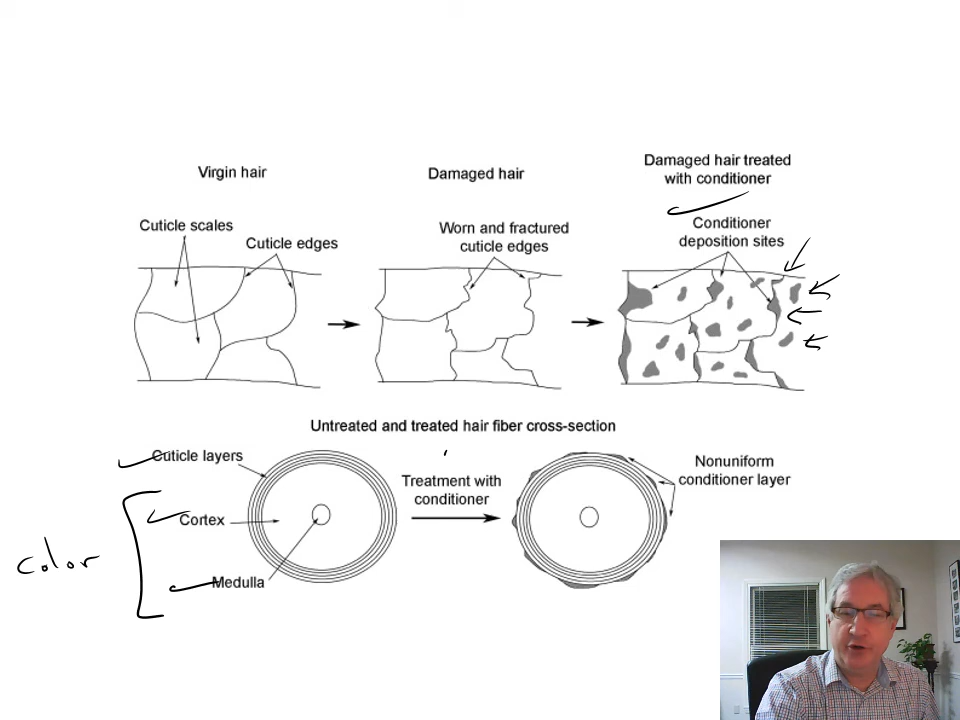 Virgin hair
Damaged hair
Damaged hair treated
with conditioner
Cuticle scales
Cuticle edges
Worn and fractured
cuticle edges
Conditioner
deposition sites
Untreated and treated hair fiber cross-section
Cuticle layers
Cortex
Medulla
color
Treatment with
conditioner
Nonuniform
conditioner layer